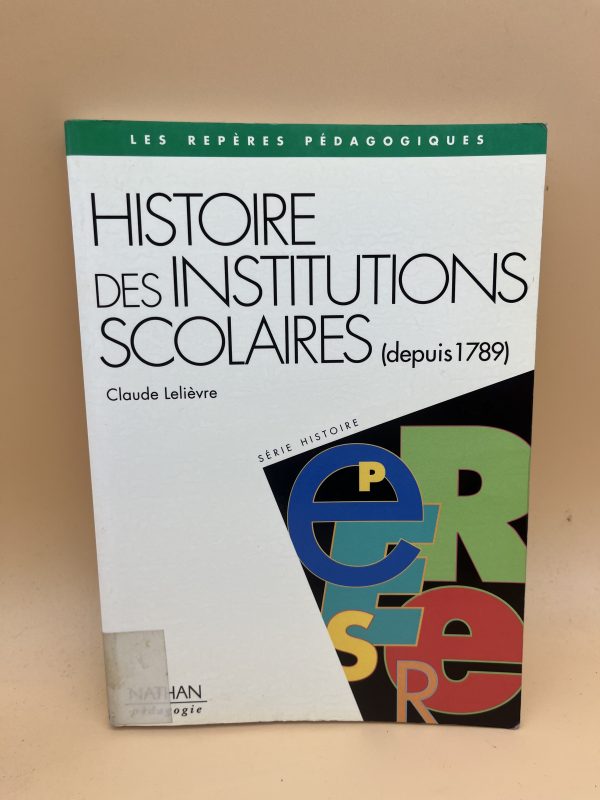 LES REPÈRES PÉDAGOGIQUES
HISTOIRE
DES INSTITUTIONS
SCOLAIRES (depuis 1789)
Claude Lelièvre
SÉRIE HISTOIRE
e P R
E
E e
S R
NATHAN
pédagogie